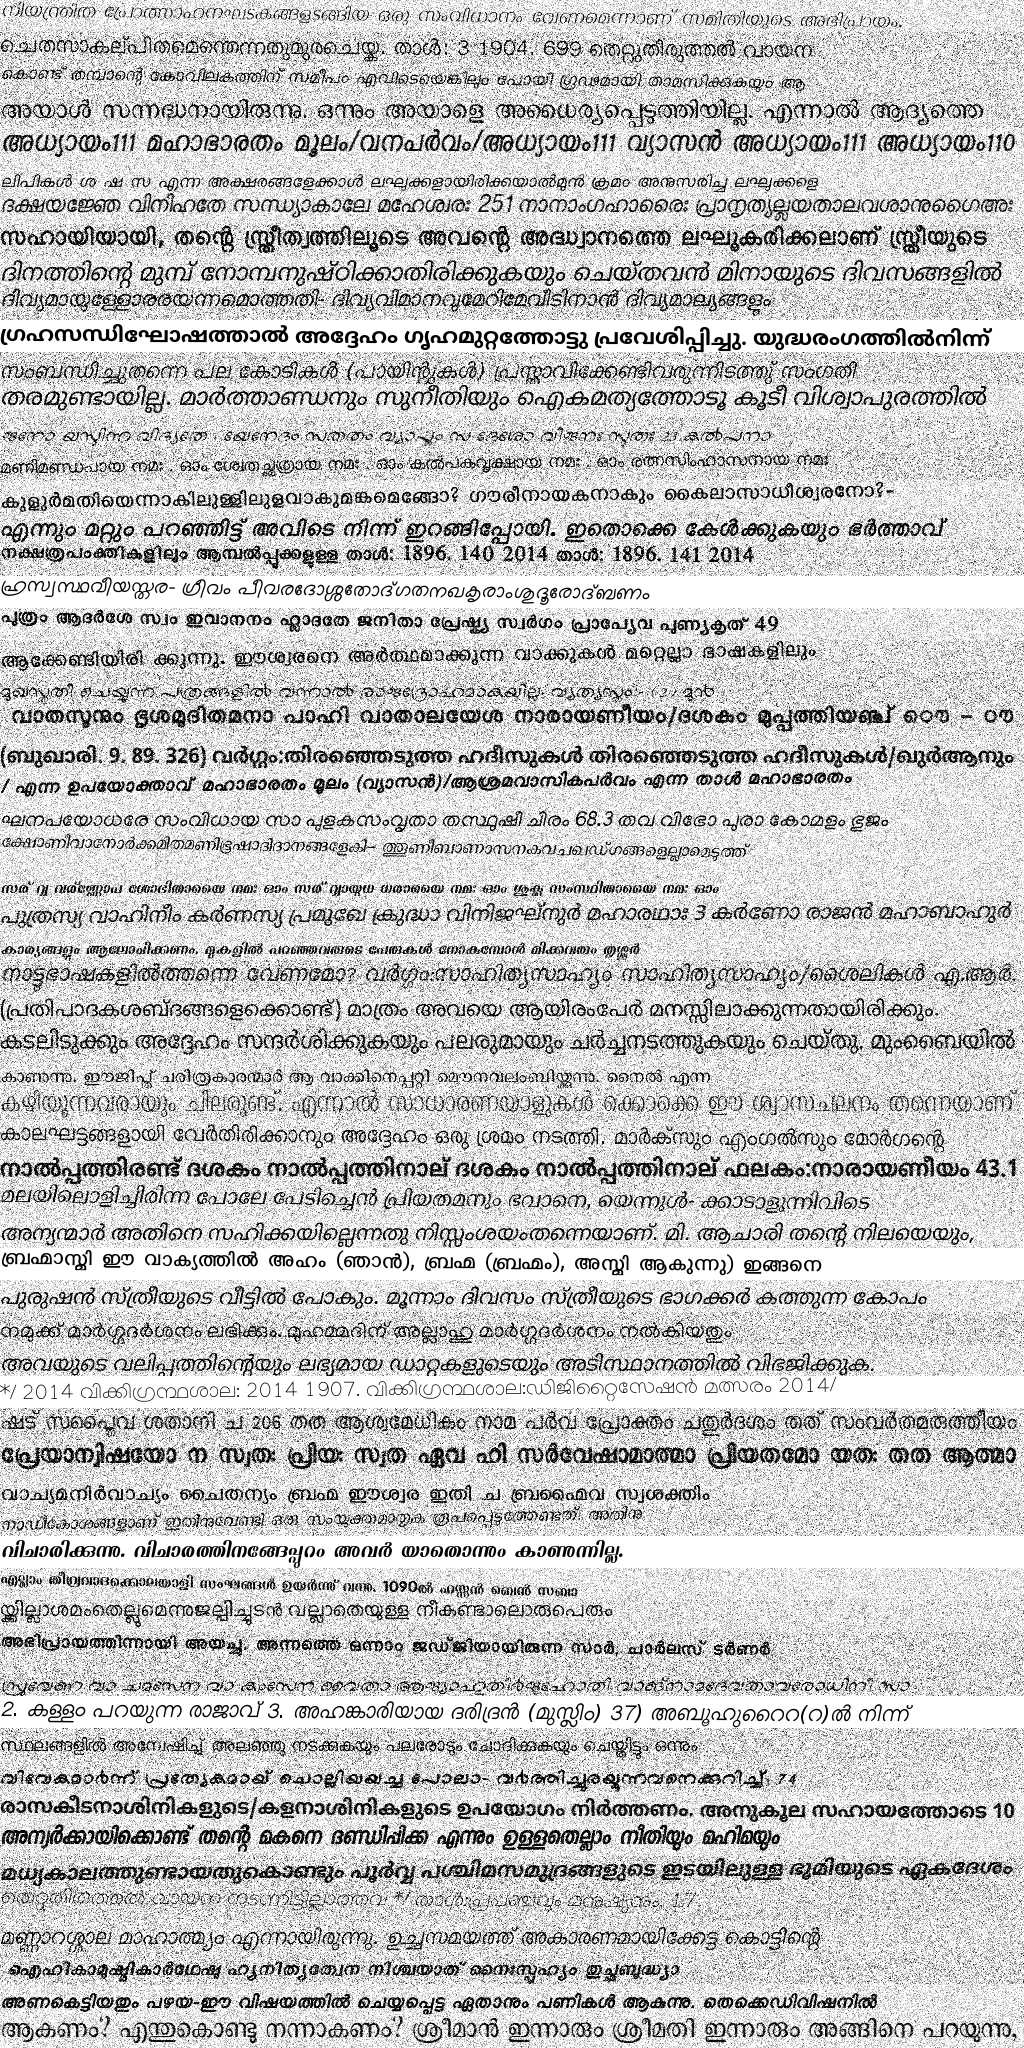 നിയന്ത്രിത പ്രോത്സാഹനഘടകങ്ങളടങ്ങിയ ഒരു സംവിധാനം വേണമെന്നാണ് സമിതിയുടെ അഭിപ്രായം.
ചെതസാകല്പിതമെന്തെന്നതുമുരചെയ്ക. താൾ: 3 1904. 699 തെറ്റുതിരുത്തൽ വായന
കൊണ്ട് തമ്പാന്റെ കോവിലകത്തിന് സമീപം എവിടെയെങ്കിലും പോയി ഗൂഢമായി താമസിക്കുകയും ആ
അയാൾ സന്നദ്ധനായിരുന്നു. ഒന്നും അയാളെ അധൈര്യപ്പെടുത്തിയില്ല. എന്നാൽ ആദ്യത്തെ
അധ്യായം111 മഹാഭാരതം മൂലം/വനപർവം/അധ്യായം111 വ്യാസൻ അധ്യായം111 അധ്യായം110
ലിപികൾ ശ ഷ സ എന്ന അക്ഷരങ്ങളേക്കാൾ ലഘുക്കളായിരിക്കയാൽമുൻ ക്രമം അനുസരിച്ച ലഘുക്കളെ
ദക്ഷയജ്ഞേ വിനിഹതേ സന്ധ്യാകാലേ മഹേശ്വരഃ 251 നാനാംഗഹാരൈഃ പ്രാനൃത്യല്ലയതാലവശാനുഗൈഅഃ
സഹായിയായി, തന്റെ സ്ത്രീത്വത്തിലൂടെ അവന്റെ അദ്ധ്വാനത്തെ ലഘൂകരിക്കലാണ് സ്ത്രീയുടെ
ദിനത്തിന്റെ മുമ്പ് നോമ്പനുഷ്ഠിക്കാതിരിക്കുകയും ചെയ്തവൻ മിനായുടെ ദിവസങ്ങളിൽ
ദിവ്യമായുള്ളോരരയന്നമൊത്തതി- ദിവ്യവിമാനവുമേറിമേവീടിനാൻ ദിവ്യമാല്യങ്ങളും
ഗ്രഹസന്ധിഘോഷത്താൽ അദ്ദേഹം ഗൃഹമുറ്റത്തോട്ടു പ്രവേശിപ്പിച്ചു. യുദ്ധരംഗത്തിൽനിന്ന്
സംബന്ധിച്ചുതന്നെ പല കോടികൾ (പായിന്റുകൾ) പ്രസ്താവിക്കേണ്ടിവരുന്നിടത്തു് സംഗതി
തരമുണ്ടായില്ല. മാർത്താണ്ഡനും സുനീതിയും ഐകമത്യത്തോടു കൂടി വിശ്വാപുരത്തിൽ
മണിമണ്ഡപായ നമഃ . ഓം ശ്വേതച്ഛത്രായ നമഃ . ഓം കൽപകവൃക്ഷായ നമഃ . ഓം രത്നസിംഹാസനായ നമഃ
കുളുർമതിയെന്നാകിലുള്ളിലുളവാകുമങ്കമെങ്ങോ? ഗൗരീനായകനാകും കൈലാസാധീശ്വരനോ?-
എന്നും മറ്റും പറഞ്ഞിട്ട് അവിടെ നിന്ന് ഇറങ്ങിപ്പോയി. ഇതൊക്കെ കേൾക്കുകയും ഭർത്താവ്
നക്ഷത്രപംക്തികളിലും ആമ്പൽപ്പൂക്കളുള്ള താൾ: 1896. 140 2014 താൾ: 1896. 141 2014
ഹ്രസ്വസ്ഥവീയസ്തര- ഗ്രീവം പീവരദോശ്ശതോദ്ഗതനഖകൃരാംശുദൂരോദ്ബണം
പുത്രം ആദർശേ സ്വം ഇവാനനം ഹ്ലാദതേ ജനിതാ പ്രേഷ്ഠ്യ സ്വർഗം പ്രാപ്യേവ പുണ്യകൃത് 49
ആക്കേണ്ടിയിരി ക്കുന്നു. ഈശ്വരനെ അർത്ഥമാക്കുന്ന വാക്കുകൾ മറ്റെല്ലാ ഭാഷകളിലും
മുഖസ്തുതി ചെയ്യുന്ന പത്രങ്ങളിൽ വന്നാൽ രാജദ്രോഹമാകയില്ല.
വാതസൂനും ഭൃശമുദിതമനാ പാഹി വാതാലയേശ നാരായണീയം/ദശകം മുപ്പത്തിയഞ്ച് ഔ – ഠൗ
(ബുഖാരി. 9. 89. 326) വർഗ്ഗം:തിരഞ്ഞെടുത്ത ഹദീസുകൾ തിരഞ്ഞെടുത്ത ഹദീസുകൾ/ഖുർആനും
/ എന്ന ഉപയോക്താവ് മഹാഭാരതം മൂലം (വ്യാസൻ)/ആശ്രമവാസികപർവം എന്ന താൾ മഹാഭാരതം
ഘനപയോധരേ സംവിധായ സാ പുളകസംവൃതാ തസ്ഥുഷി ചിരം 68.3 തവ വിഭോ പുരാ കോമളം ഭുജം
ക്ഷോണിവാനോർക്കമിതമണിഭൂഷാദിദാനങ്ങളേകി– ത്തൂണീബാണാസനകവചഖഡ്ഗങ്ങളെല്ലാമെടുത്ത്
നമഃ ഓം നമഃ ഓം ശുക്ല സംസ്ഥിതായൈ നമഃ ഓം
പുത്രസ്യ വാഹിനീം കർണസ്യ പ്രമുഖേ ക്രുദ്ധാ വിനിജഘ്നുർ മഹാരഥാഃ 3 കർണോ രാജൻ മഹാബാഹുർ
കാര്യങ്ങളും ആലോചിക്കണം. മുകളിൽ പറഞ്ഞവരുടെ പേരുകൾ നോകുമ്പോൾ മിക്കവരും തൃശ്ശൂർ
നാട്ടുഭാഷകളിൽത്തന്നെ വേണമോ? വർഗ്ഗം:സാഹിത്യസാഹ്യം സാഹിത്യസാഹ്യം/ശൈലികൾ എ.ആർ.
(പ്രതിപാദകശബ്ദങ്ങളെക്കൊണ്ട്) മാത്രം അവയെ ആയിരംപേർ മനസ്സിലാക്കുന്നതായിരിക്കും.
കടലിടുക്കും അദ്ദേഹം സന്ദർശിക്കുകയും പലരുമായും ചർച്ചനടത്തുകയും ചെയ്തു. മുംബൈയിൽ
കാണുന്നു. ഈജിപ്ത് ചരിത്രകാരന്മാർ ആ വാക്കിനെപ്പറ്റി മൌനവലംബിയ്ക്കുന്നു. നൈൽ എന്ന
കഴിയൂന്നവരായും ചിലരുണ്ട്. എന്നാൽ സാധാരണയാളുകൾ ക്കൊക്കെ ഈ ശ്വാസചലനം തന്നെയാണ്
കാലഘട്ടങ്ങളായി വേർതിരിക്കാനും അദ്ദേഹം ഒരു ശ്രമം നടത്തി. മാർക്സും എംഗൽസും മോർഗന്റെ
നാൽപ്പത്തിരണ്ട് ദശകം നാൽപ്പത്തിനാല് ദശകം നാൽപ്പത്തിനാല് ഫലകം:നാരായണീയം 43.1
മലയിലൊളിച്ചിരിന്ന പോലേ പേടിച്ചെൻ പ്രിയതമനും ഭവാനെ, യെന്നുൾ- ക്കാടാളുന്നിവിടെ
അന്യന്മാർ അതിനെ സഹിക്കയില്ലെന്നതു നിസ്സംശയംതന്നെയാണ്. മി. ആചാരി തന്റെ നിലയെയും,
ബ്രഹ്മാസ്മി ഈ വാക്യത്തിൽ അഹം (ഞാൻ), ബ്രഹ്മ (ബ്രഹ്മം), അസ്മി ആകുന്നു) ഇങ്ങനെ
പുരുഷൻ സ്ത്രീയുടെ വീട്ടിൽ പോകും. മൂന്നാം ദിവസം സ്ത്രീയുടെ ഭാഗക്കർ കത്തുന്ന കോപം
നമുക്ക് മാർഗ്ഗദർശനം ലഭിക്കും. മുഹമ്മദിന് അല്ലാഹു മാർഗ്ഗദർശനം നൽകിയതും
അവയുടെ വലിപ്പത്തിന്റെയും ലഭ്യമായ ഡാറ്റകളുടെയും അടിസ്ഥാനത്തിൽ വിഭജിക്കുക.
*/ 2014 വിക്കിഗ്രന്ഥശാല: 2014 1907. വിക്കിഗ്രന്ഥശാല:ഡിജിറ്റൈസേഷൻ മത്സരം 2014/
ഷട് സപ്തൈവ ശതാനി ച 206 തത ആശ്വമേധികം നാമ പർവ പ്രോക്തം ചതുർദശം തത് സംവർതമരുത്തീയം
പ്രേയാന്വിഷയോ ന സ്വതഃ പ്രിയഃ സ്വത ഏവ ഹി സർവേഷാമാത്മാ പ്രിയതമോ യതഃ തത ആത്മാ
വാച്യമനിർവാച്യം ചൈതന്യം ബ്രഹ്മ ഈശ്വര ഇതി ച ബ്രഹ്മൈവ സ്വശക്തിം
നാഡികോശങ്ങളാണ് ഇതിനുവേണ്ടി ഒരു സംയുക്തമാതൃക രൂപപ്പെട്ടത്തേണ്ടത്. അതിനു
വിചാരിക്കുന്നു. വിചാരത്തിനങ്ങേപ്പുറം അവർ യാതൊന്നും കാണുന്നില്ല.
എല്ലാം തീവ്രവാദക്കൊലയാളി സംഘങ്ങൾ ഉയർന്നു് വന്നു. 1090ൽ ഹസ്സൻ ബെൻ സബാ
യ്ക്കില്ലാശമംതെല്ലുമെന്നുജല്പിച്ചുടൻ വല്ലാതെയുള്ള നീകണ്ടാലൊരുപെരും
അഭിപ്രായത്തിന്നായി അയച്ചു. അന്നത്തെ ഒന്നാം ജഡ്ജിയായിരുന്ന സാർ, ചാർലസ് ടർണർ
2. കള്ളം പറയുന്ന രാജാവ് 3. അഹങ്കാരിയായ ദരിദ്രൻ (മുസ്ലിം) 37) അബൂഹുറൈറ(റ)ൽ നിന്ന്
സ്ഥലങ്ങളിൽ അന്വേഷിച്ച് അലഞ്ഞു നടക്കുകയും പലരോടും ചോദിക്കുകയും ചെയ്തിട്ടും ഒന്നും
വിവേകമാർന്ന് പ്രത്യേകമായ് ചൊല്ലിയയച്ച പോലാ- വർത്തിച്ചുരയ്ക്കുന്നവനെക്കുറിച്ച്; 74
രാസകീടനാശിനികളുടെ/കളനാശിനികളുടെ ഉപയോഗം നിർത്തണം. അനുകൂല സഹായത്തോടെ 10
അന്വർക്കായിക്കൊണ്ട് തന്റെ മകനെ ദണ്ഡിപ്പിക്ക എന്നും ഉള്ളതെല്ലാം നീതിയും മഹിമയും
മധ്യകാലത്തുണ്ടായതുകൊണ്ടും പൂർവ്വ പശ്ചിമസമുദ്രങ്ങളുടെ ഇടയിലുള്ള ഭൂമിയുടെ ഏകദേശം
തെറ്റുതിരുത്തൽ വായന നടന്നിട്ടില്ലാത്തവ */ താൾ:പ്രപഞ്ചവും മനുഷ്യനും. 17
മണ്ണാറശ്ശാല മാഹാത്മ്യം എന്നായിരുന്നു. ഉച്ചസമയത്ത് അകാരണമായിക്കേട്ട കൊട്ടിന്റെ
ഐഹികാമുഷ്മികാർഥേഷു ഹ്യനിത്യത്വേന നിശ്ചയാത് നൈഃസ്പൃഹ്യം തുച്ഛബുദ്ധ്യാ
അണകെട്ടിയതും പഴയ-ഈ വിഷയത്തിൽ ചെയ്യപ്പെട്ട ഏതാനും പണികൾ ആകുന്നു. തെക്കെഡിവിഷനിൽ
ആകണം? എന്തുകൊണ്ടു നന്നാകണം? ശ്രീമാൻ ഇന്നാരും ശ്രീമതി ഇന്നാരും അങ്ങിനെ പറയുന്നു,